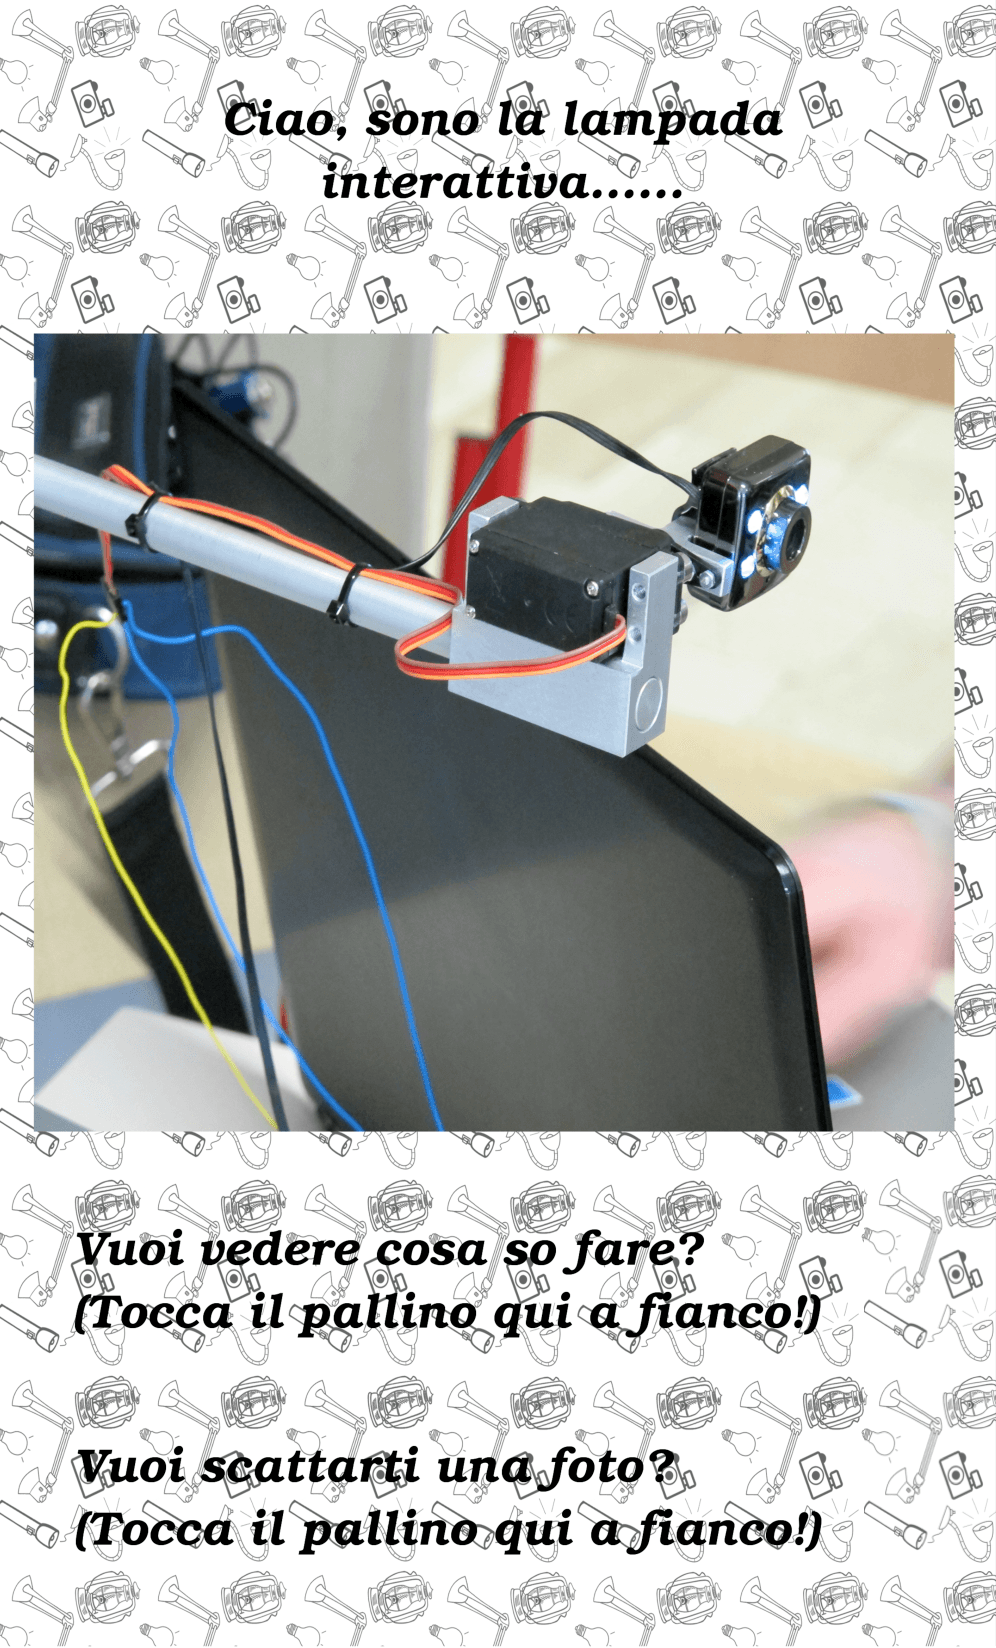 Ciao, sono la lampada
interattiva......
Vuoi vedere cosa so fare?
(Tocca il pallino qui a fianco!)
Vuoi scattarti una foto?
(Tocca il pallino qui a fianco!)